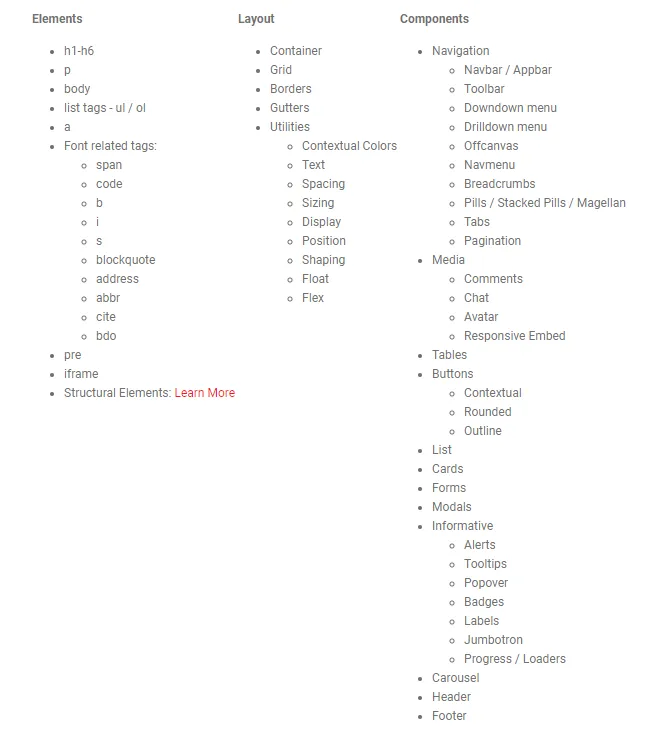 Elements
h1-h6
p
body
list tags - ul / ol
a
Font related tags:
span
code
b
i
s
blockquote
address
abbr
cite
bdo
pre
iframe
Structural Elements: Learn More
Layout
Container
Grid
Borders
Gutters
Utilities
Contextual Colors
Text
Spacing
Sizing
Display
Position
Shaping
Float
Flex
Components
Navigation
Navbar / Appbar
Toolbar
Downdown menu
Drilldown menu
Offcanvas
Navmenu
Breadcrumbs
Pills / Stacked Pills / Magellan
Tabs
Pagination
Media
Comments
Chat
Avatar
Responsive Embed
Tables
Buttons
Contextual
Rounded
Outline
List
Cards
Forms
Modals
Informative
Alerts
Tooltips
Popover
Badges
Labels
Jumbotron
Progress / Loaders
Carousel
Header
Footer